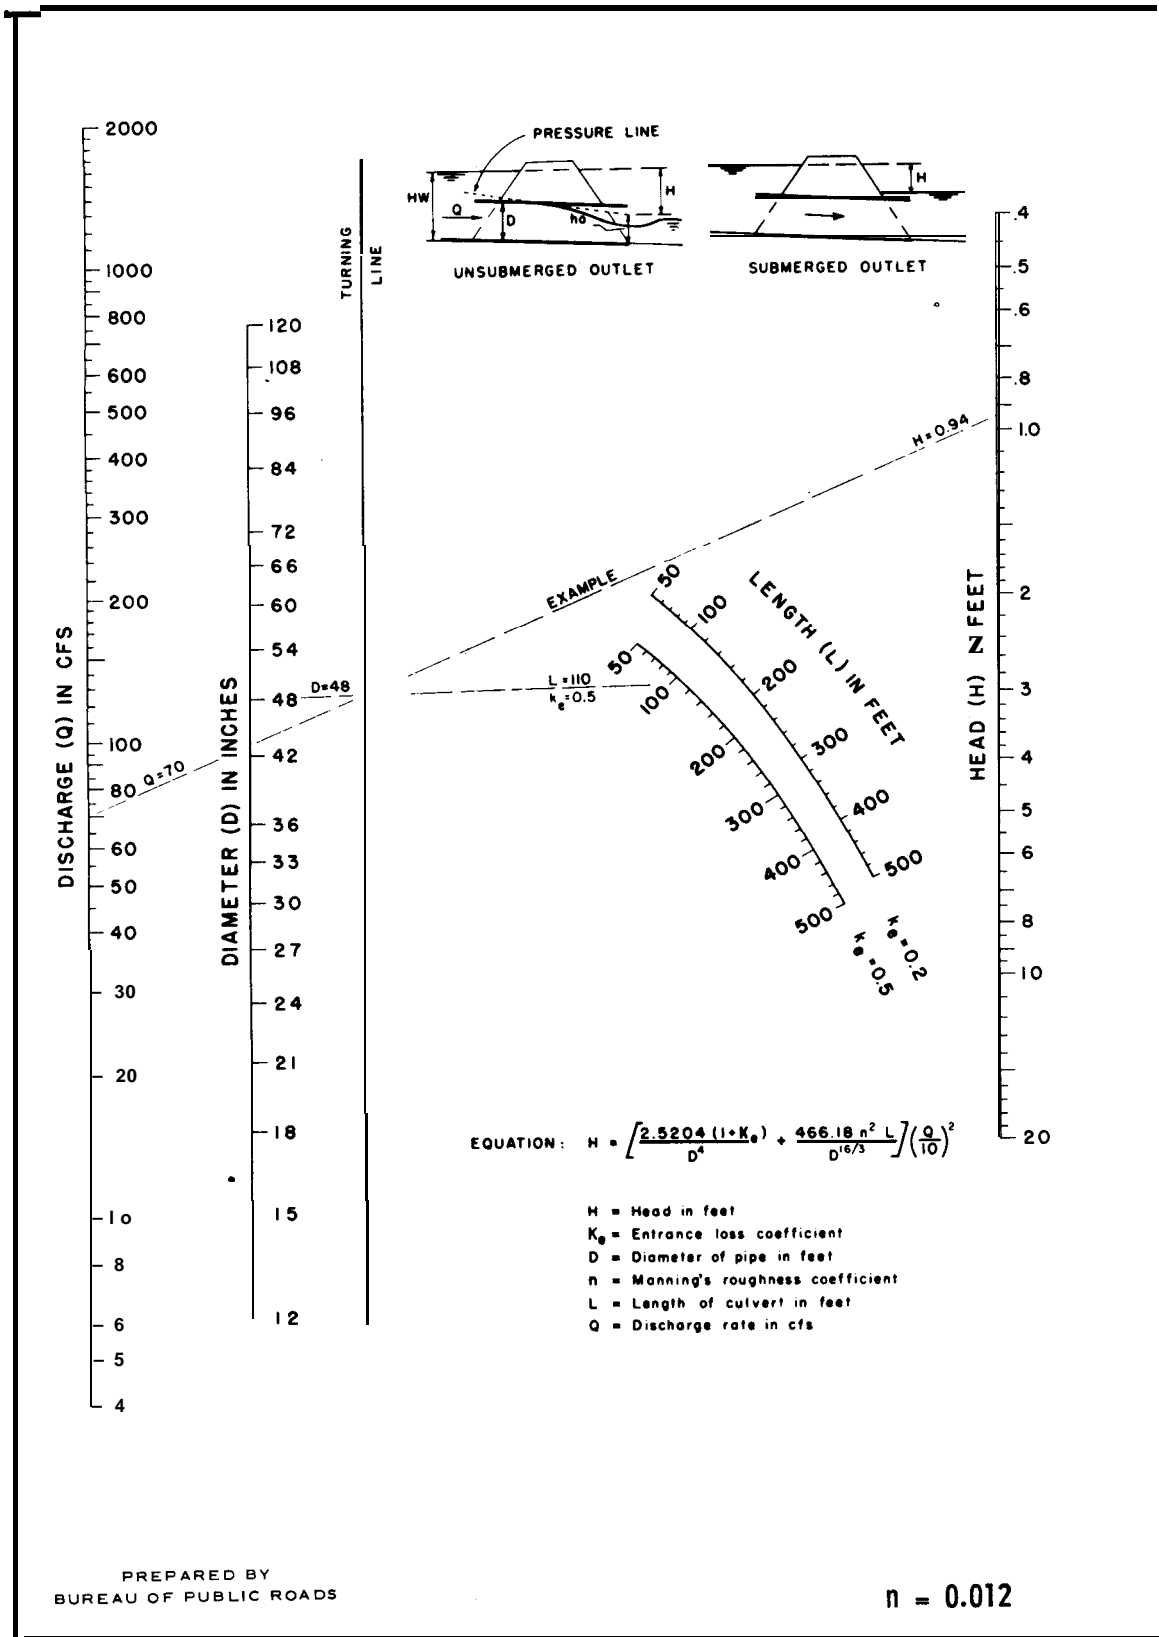 PRESSURE LINE
HW
Q
D
ho
H
UNSUBMERGED OUTLET
H
SUBMERGED OUTLET
TURNING
LINE
DISCHARGE (Q) IN CFS
2000
1000
800
600
500
400
300
200
100
80
60
50
40
30
20
10
8
6
5
4
DIAMETER (D) IN INCHES
120
108
96
84
72
66
60
54
48
42
36
33
30
27
24
21
18
15
12
Q=70
D=48
EXAMPLE
L=110
ke=0.5
H=0.94
LENGTH (L) IN FEET
50
100
200
300
400
500
ke=0.2
50
100
200
300
400
500
ke=0.5
HEAD (H) Z FEET
.4
.5
.6
.8
1.0
2
3
4
5
6
8
10
20
EQUATION: H = [2.5204 (1+Ke) / D^4 + 466.18 n² L / D^16/3] (Q/10)²
H = Head in feet
Ke = Entrance loss coefficient
D = Diameter of pipe in feet
n = Manning's roughness coefficient
L = Length of culvert in feet
Q = Discharge rate in cfs
PREPARED BY
BUREAU OF PUBLIC ROADS
n = 0.012